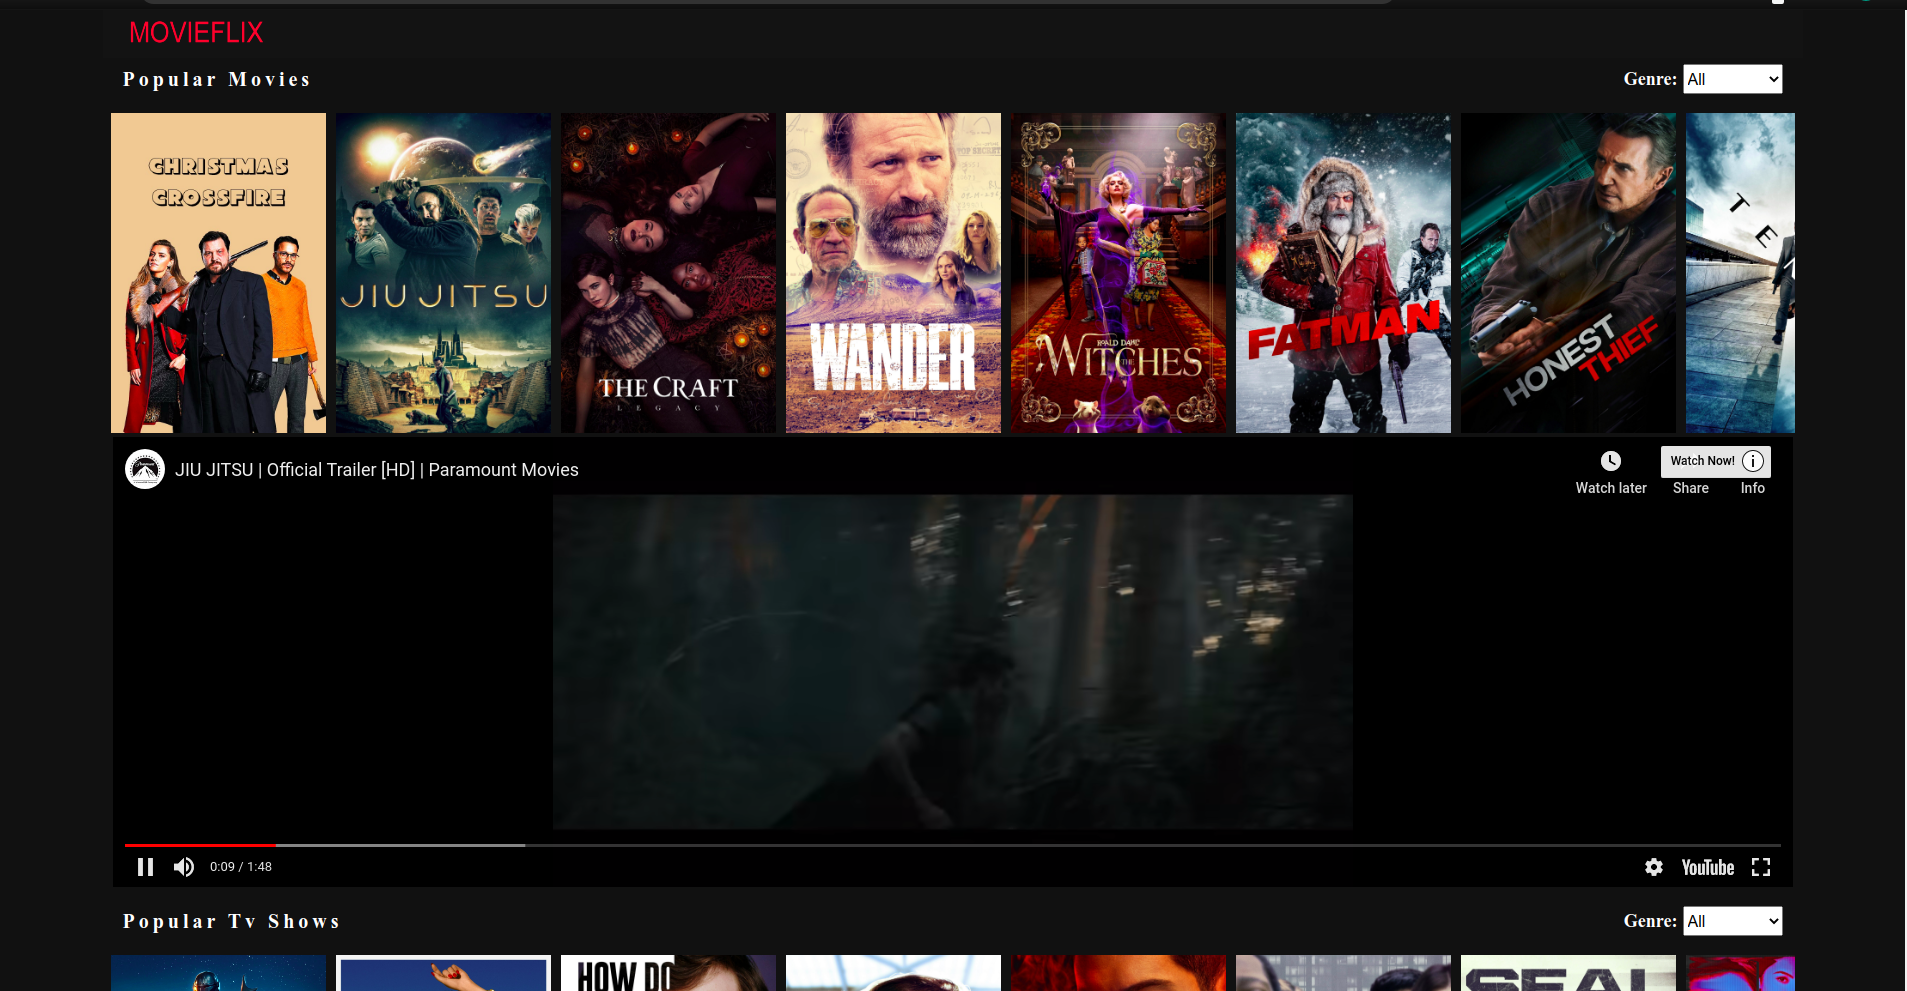 MOVIEFLIX
Popular Movies
Genre: All
CHRISTMAS
CROSSFIRE
JIU JITSU
THE CRAFT
LEGACY
TOP SECRET
WANDER
ROALD DAHL'S
THE
WITCHES
FATMAN
HONEST
THIEF
T
E
JIU JITSU | Official Trailer [HD] | Paramount Movies
Watch Now!
Watch later
Share
Info
0:09 / 1:48
YouTube
Popular Tv Shows
Genre: All
HOW DO
SEAL